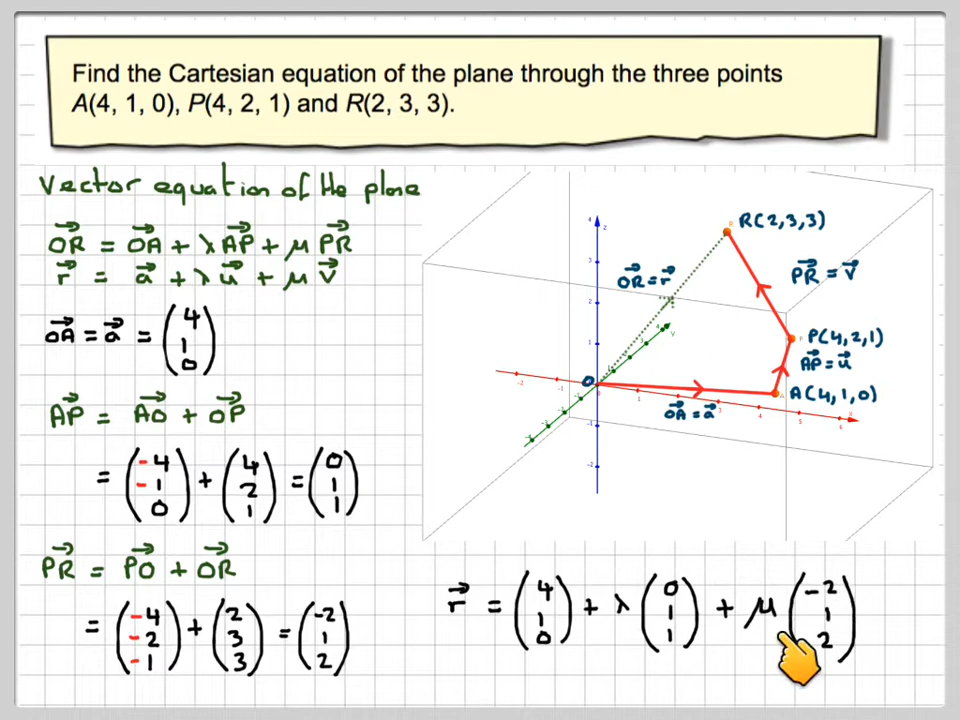 Find the Cartesian equation of the plane through the three points
A(4, 1, 0), P(4, 2, 1) and R(2, 3, 3).
Vector equation of the plane
OR→ = OA→ + λ AP→ + μ PR→
r→ = a→ + λ u→ + μ v→
OA→ = a→ = (4 1 0)
AP→ = AO→ + OP→
= (-4 -1 0) + (4 2 1) = (0 1 1)
PR→ = PO→ + OR→
= (-4 -2 -1) + (2 3 3) = (-2 1 2)
R(2,3,3)
PR→ = v→
OR→ = r→
P(4,2,1)
AP→ = u→
A(4,1,0)
OA→ = a→
O
r→ = (4 1 0) + λ (0 1 1) + μ (-2 1 2)